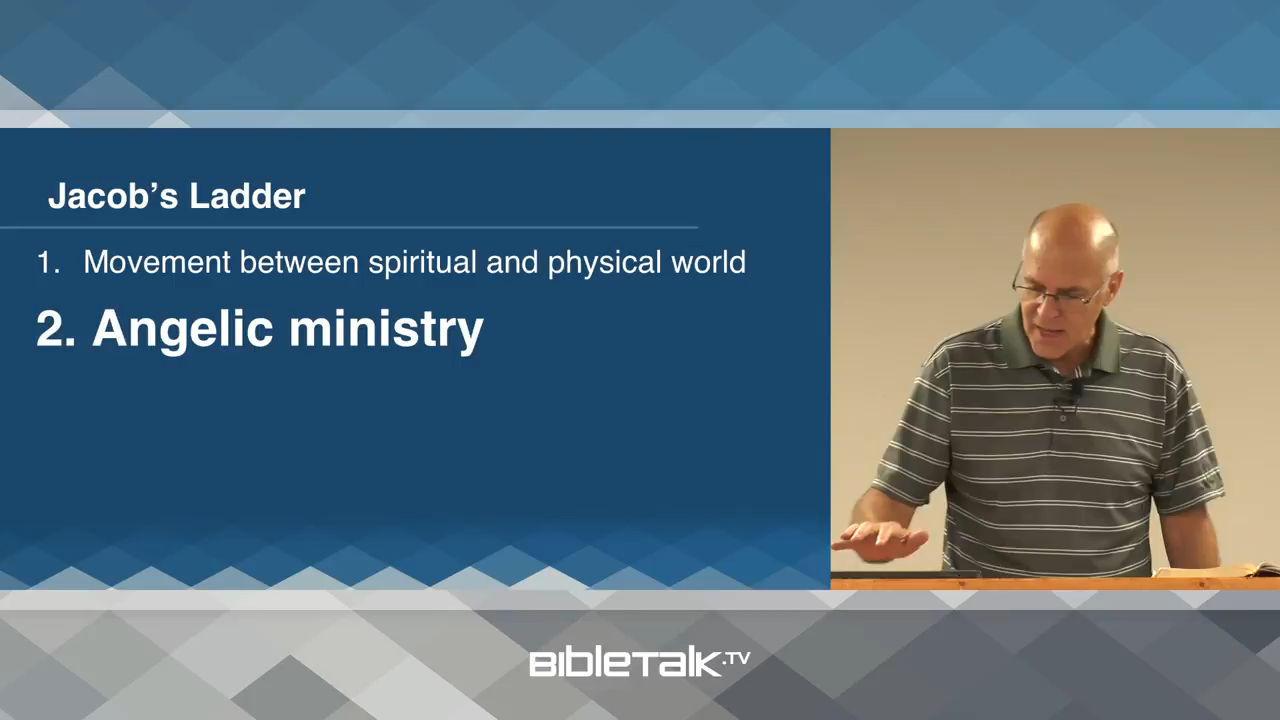 Jacob’s Ladder
1. Movement between spiritual and physical world
2. Angelic ministry
BIBLETALK.TV